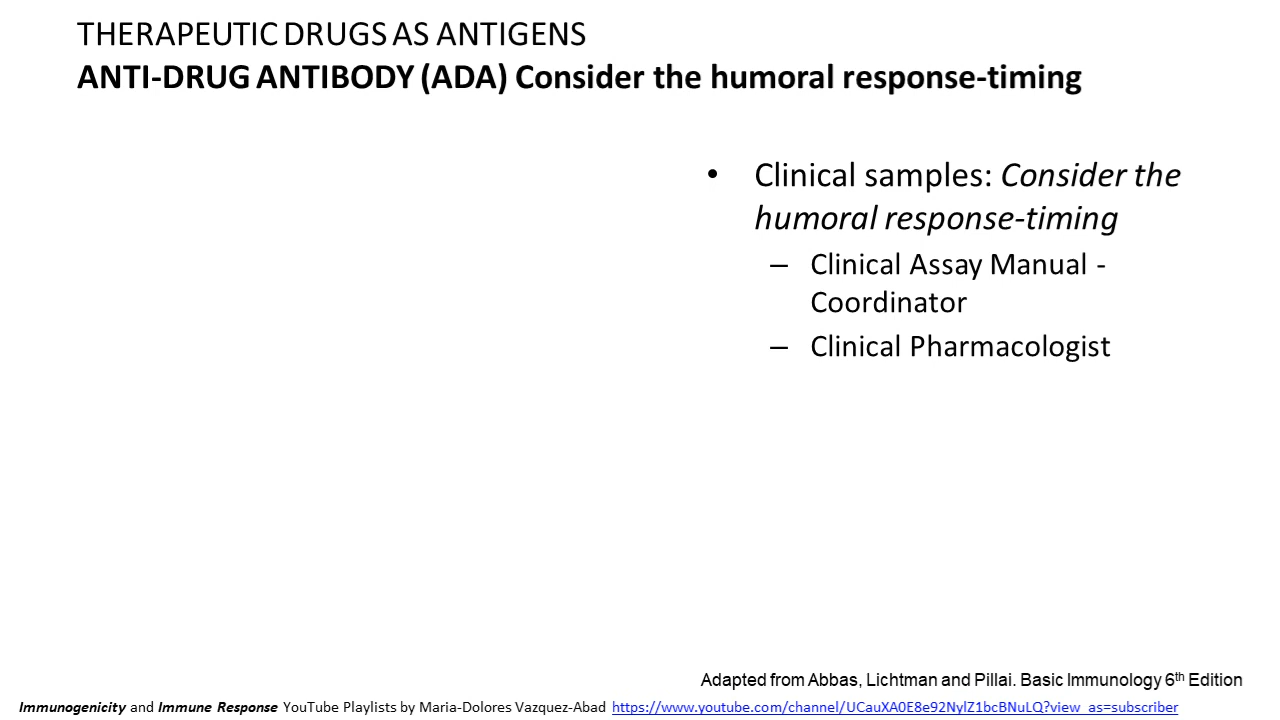 THERAPEUTIC DRUGS AS ANTIGENS
ANTI-DRUG ANTIBODY (ADA) Consider the humoral response-timing
• Clinical samples: Consider the
humoral response-timing
– Clinical Assay Manual -
Coordinator
– Clinical Pharmacologist
Adapted from Abbas, Lichtman and Pillai. Basic Immunology 6th Edition
Immunogenicity and Immune Response YouTube Playlists by Maria-Dolores Vazquez-Abad https://www.youtube.com/channel/UCauXA0E8e92NylZ1bcBNuLQ?view_as=subscriber